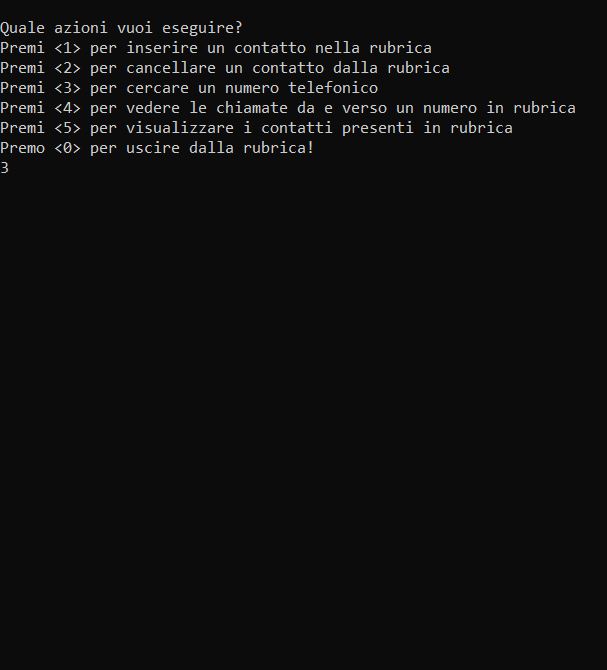 Quale azioni vuoi eseguire?
Premi <1> per inserire un contatto nella rubrica
Premi <2> per cancellare un contatto dalla rubrica
Premi <3> per cercare un numero telefonico
Premi <4> per vedere le chiamate da e verso un numero in rubrica
Premi <5> per visualizzare i contatti presenti in rubrica
Premo <0> per uscire dalla rubrica!
3